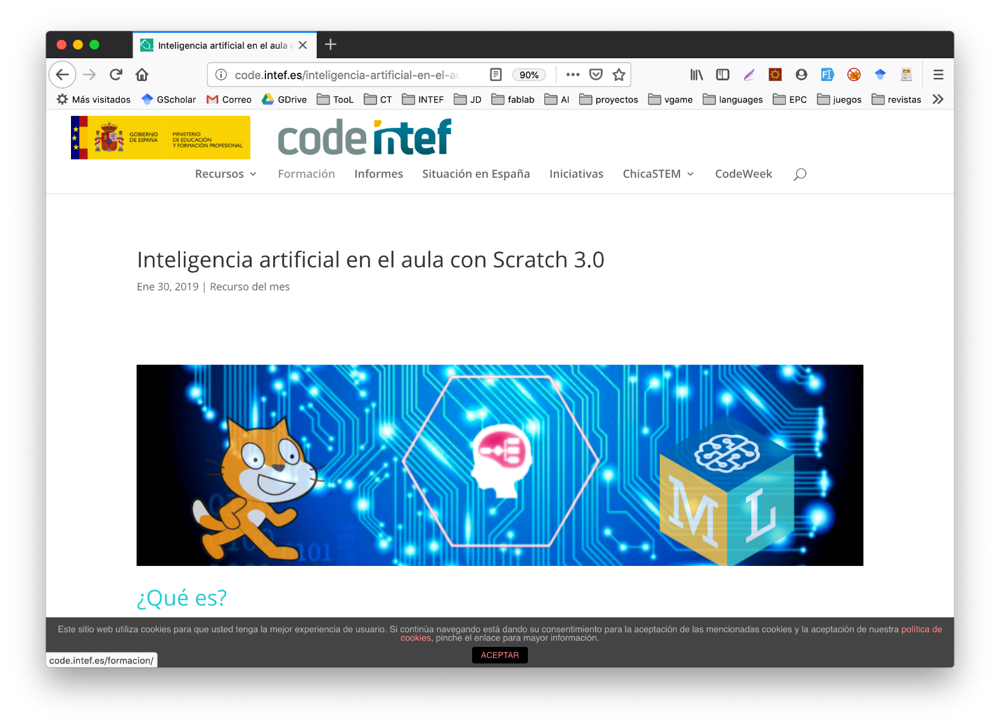 Inteligencia artificial en el aula c
code.intef.es/inteligencia-artificial-en-el-au
90%
Más visitados GScholar Correo GDrive TooL CT INTEF JD fablab AI proyectos vgame languages EPC juegos revistas
GOBIERNO DE ESPAÑA
MINISTERIO DE EDUCACIÓN Y FORMACIÓN PROFESIONAL
code intef
Recursos Formación Informes Situación en España Iniciativas ChicaSTEM CodeWeek
Inteligencia artificial en el aula con Scratch 3.0
Ene 30, 2019 | Recurso del mes
M L
0101
¿Qué es?
Este sitio web utiliza cookies para que usted tenga la mejor experiencia de usuario. Si continúa navegando está dando su consentimiento para la aceptación de las mencionadas cookies y la aceptación de nuestra política de
cookies, pinche el enlace para mayor información.
ACEPTAR
code.intef.es/formacion/